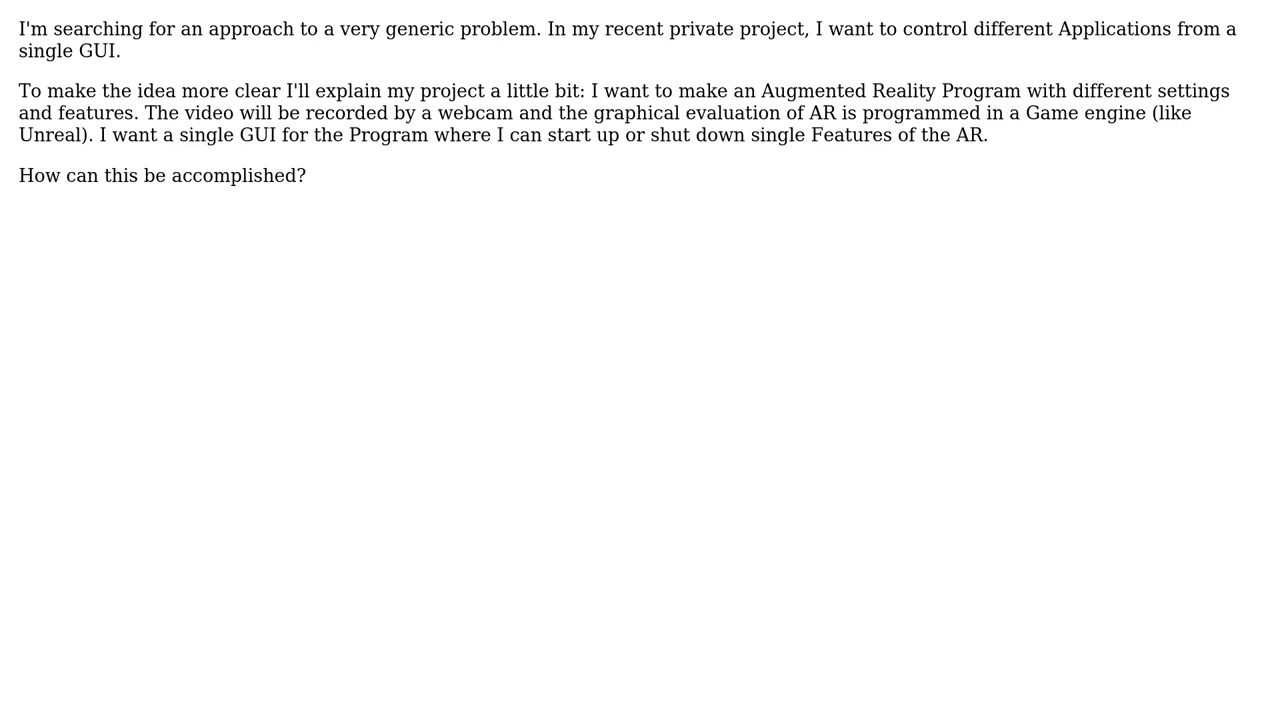 I'm searching for an approach to a very generic problem. In my recent private project, I want to control different Applications from a
single GUI.
To make the idea more clear I'll explain my project a little bit: I want to make an Augmented Reality Program with different settings
and features. The video will be recorded by a webcam and the graphical evaluation of AR is programmed in a Game engine (like
Unreal). I want a single GUI for the Program where I can start up or shut down single Features of the AR.
How can this be accomplished?